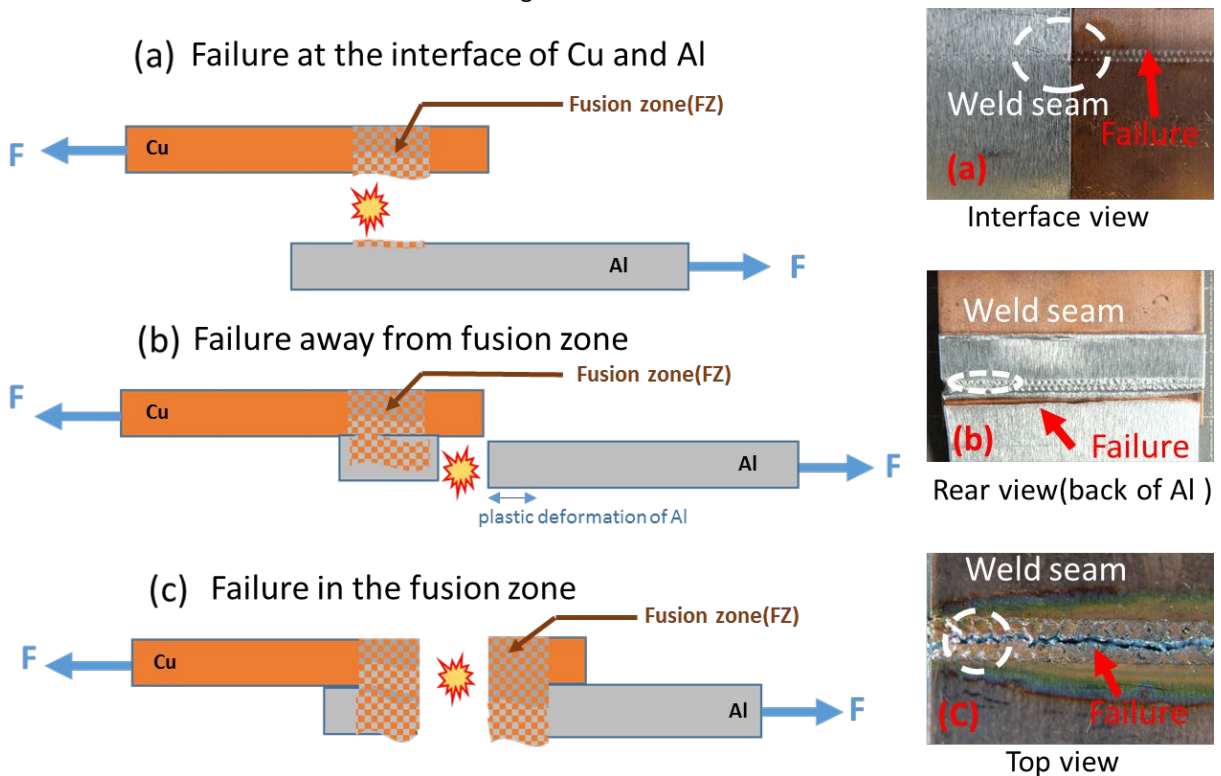 (a) Failure at the interface of Cu and Al
Fusion zone(FZ)
F
Cu
Al
F
Weld seam
Failure
(a)
Interface view
(b) Failure away from fusion zone
Fusion zone(FZ)
F
Cu
Al
F
plastic deformation of Al
Weld seam
(b)
Failure
Rear view(back of Al )
(c) Failure in the fusion zone
Fusion zone(FZ)
F
Cu
Al
F
Weld seam
(C)
Failure
Top view